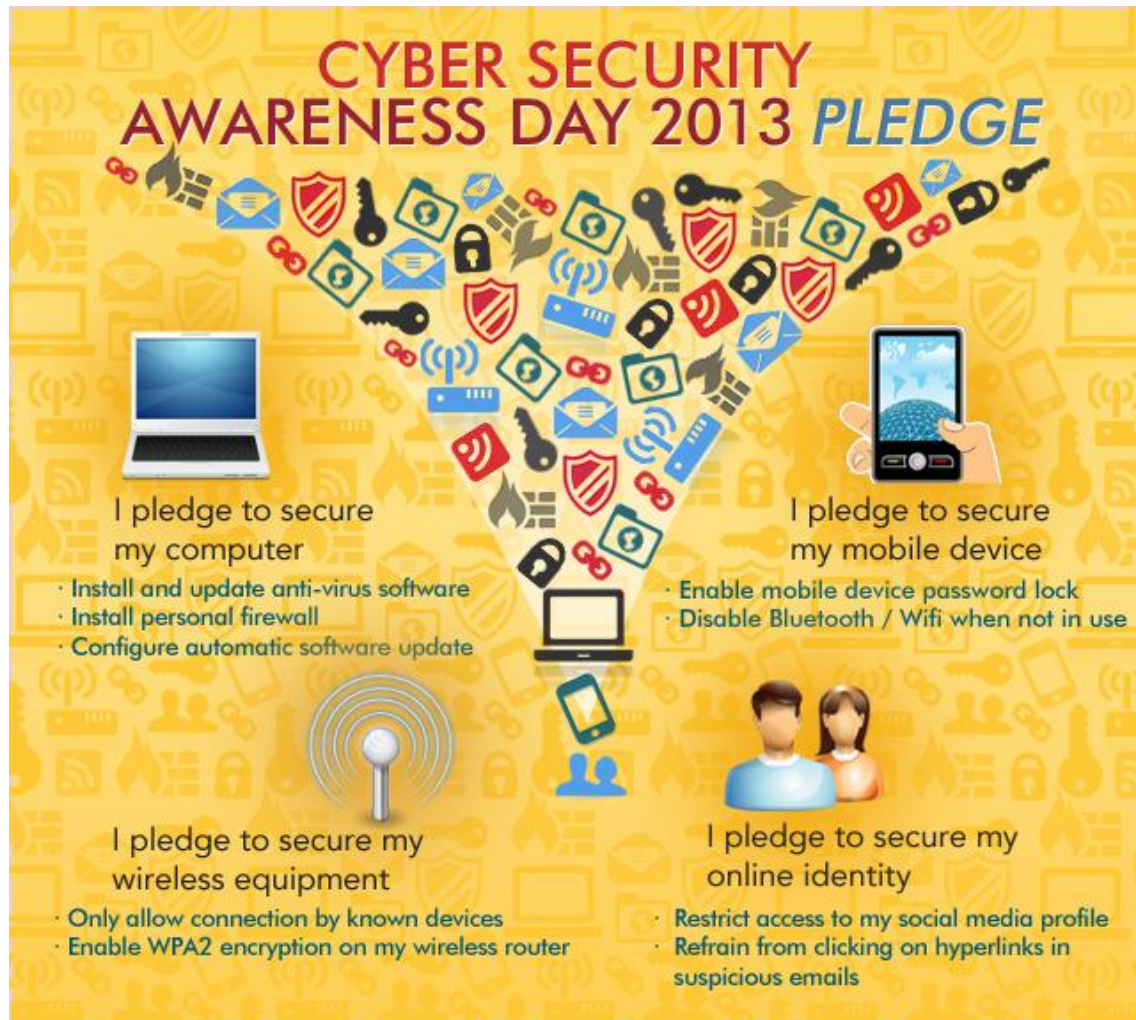 CYBER SECURITY
AWARENESS DAY 2013 PLEDGE
I pledge to secure
my computer
· Install and update anti-virus software
· Install personal firewall
· Configure automatic software update
I pledge to secure
my mobile device
· Enable mobile device password lock
· Disable Bluetooth / Wifi when not in use
I pledge to secure my
wireless equipment
· Only allow connection by known devices
· Enable WPA2 encryption on my wireless router
I pledge to secure my
online identity
· Restrict access to my social media profile
· Refrain from clicking on hyperlinks in
suspicious emails